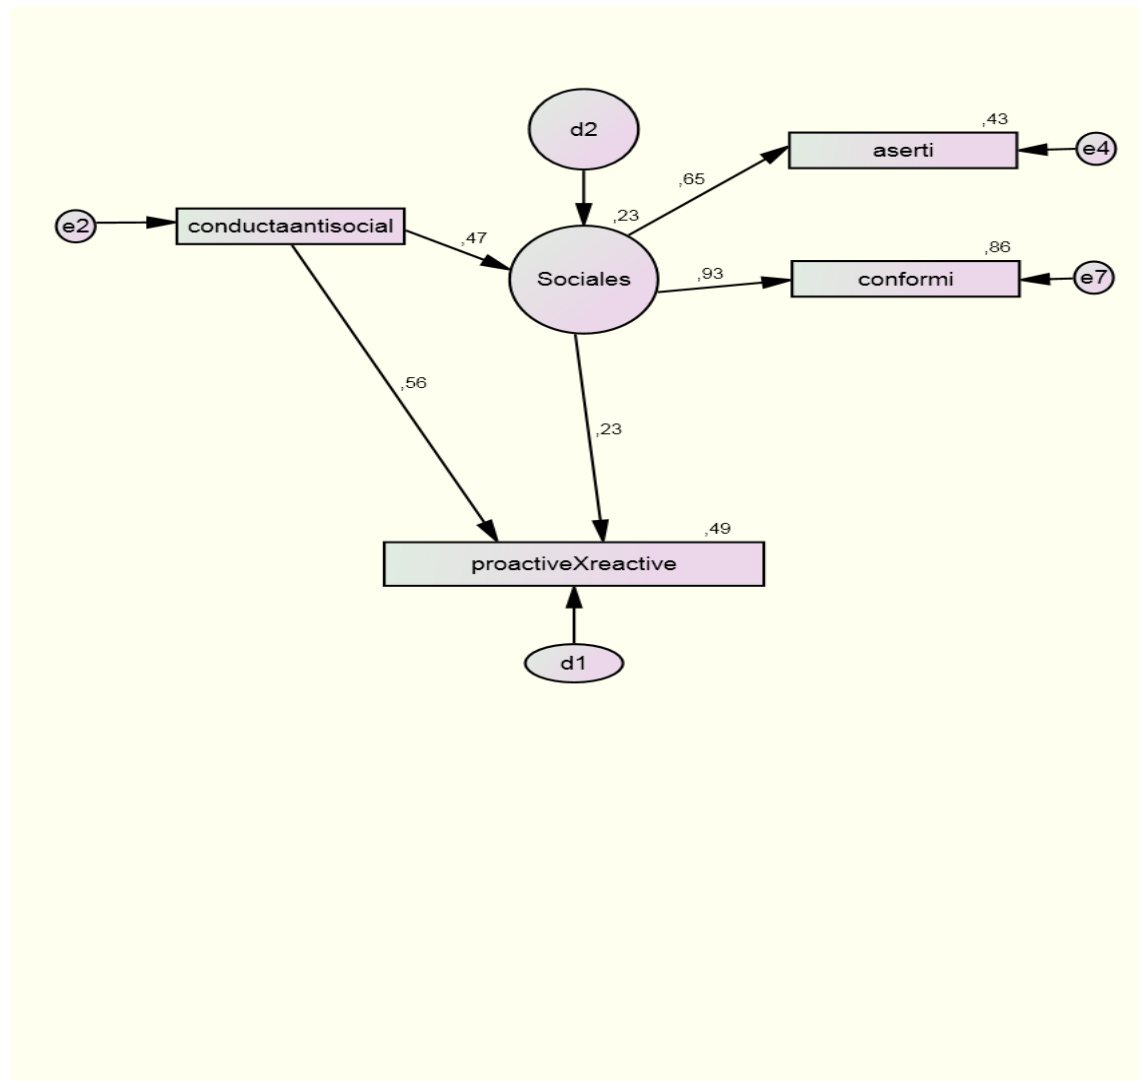 d2
,43
aserti
e4
,65
e2
conductaantisocial
,47
,23
Sociales
,93
,86
conformi
e7
,56
,23
,49
proactiveXreactive
d1